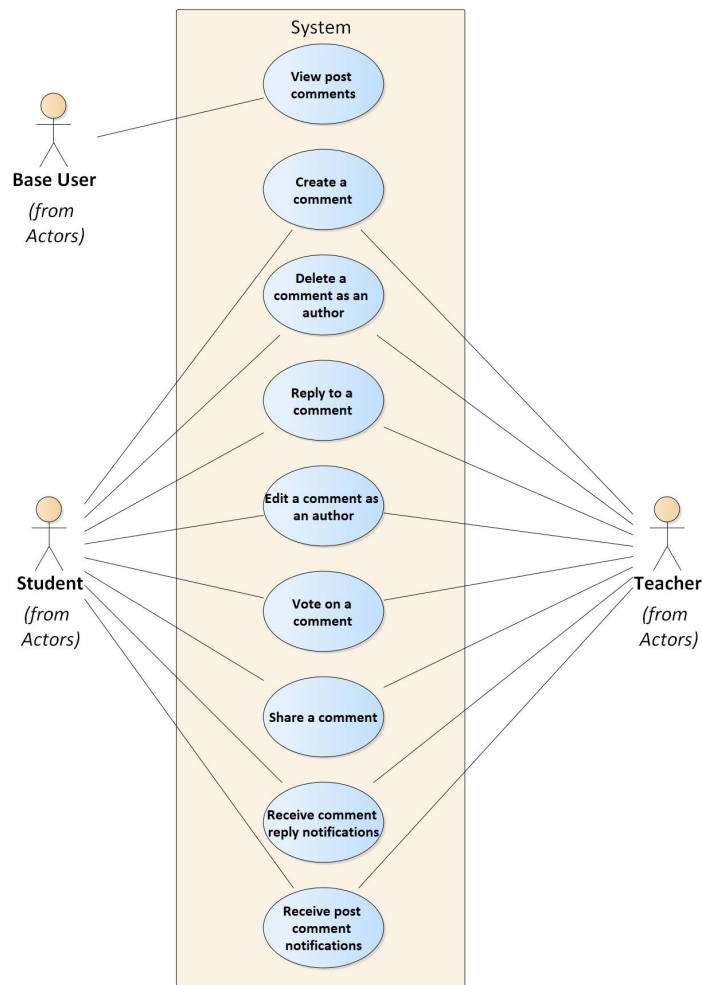 System
View post
comments
Base User
(from
Actors)
Create a
comment
Delete a
comment as an
author
Reply to a
comment
Edit a comment as
an author
Student
(from
Actors)
Teacher
(from
Actors)
Vote on a
comment
Share a comment
Receive comment
reply notifications
Receive post
comment
notifications